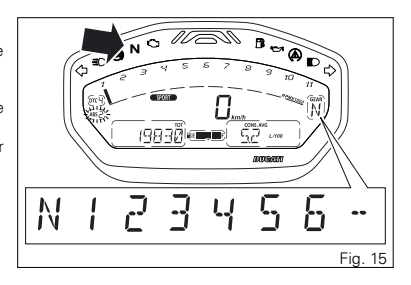 N
1 2 3 4 5 6 7 8 9 10 11
RPMx1000
DTC 4
ABS
SPORT
0 km/h
GEAR
N
TOT
19830
CONS. AVG
5.2 L/100
DUCATI
N 1 2 3 4 5 6 --
Fig. 15